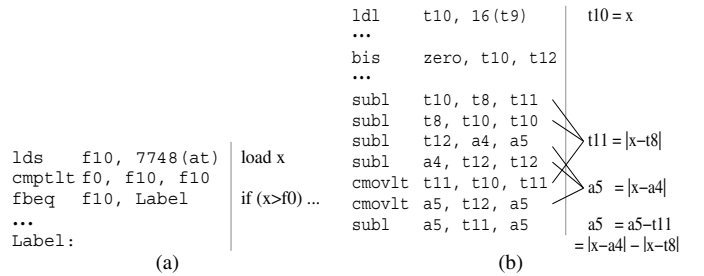 lds f10, 7748(at) load x
cmptlt f0, f10, f10
fbeq f10, Label if (x>f0) ...
...
Label:
(a)
ldl t10, 16(t9) t10 = x
...
bis zero, t10, t12
...
subl t10, t8, t11
subl t8, t10, t10
subl t12, a4, a5 t11 = |x−t8|
subl a4, t12, t12
cmovlt t11, t10, t11 a5 = |x−a4|
cmovlt a5, t12, a5
subl a5, t11, a5 a5 = a5−t11
= |x−a4| − |x−t8|
(b)